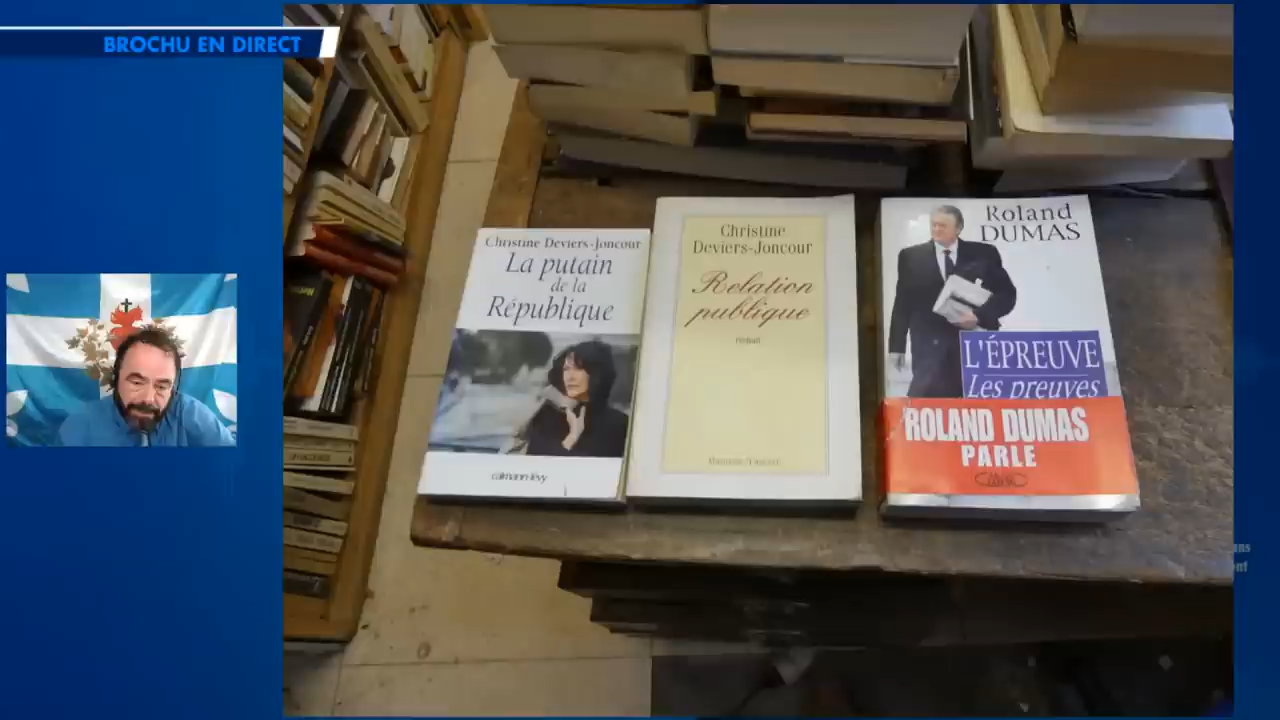 BROCHU EN DIRECT
Christine Deviers-Joncour
La putain
de la
République
calmann-lévy
Christine
Deviers-Joncour
Relation
publique
roman
Roland
DUMAS
L'ÉPREUVE
Les preuves
ROLAND DUMAS
PARLE